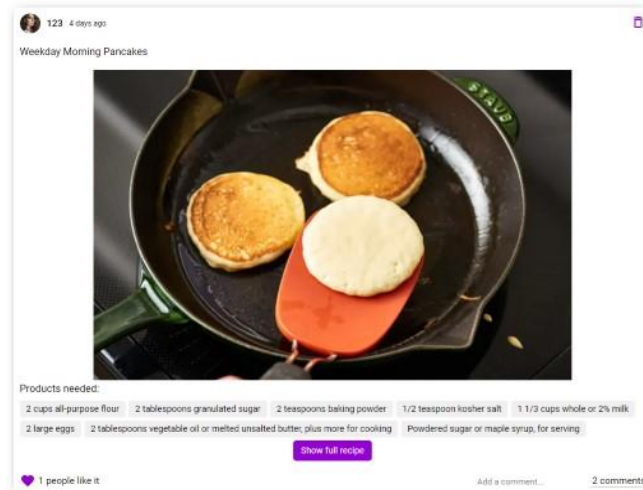 123 4 days ago
Weekday Morning Pancakes
STAUB
Products needed:
2 cups all-purpose flour 2 tablespoons granulated sugar 2 teaspoons baking powder 1/2 teaspoon kosher salt 1 1/3 cups whole or 2% milk
2 large eggs 2 tablespoons vegetable oil or melted unsalted butter, plus more for cooking Powdered sugar or maple syrup, for serving
Show full recipe
1 people like it Add a comment... 2 comments